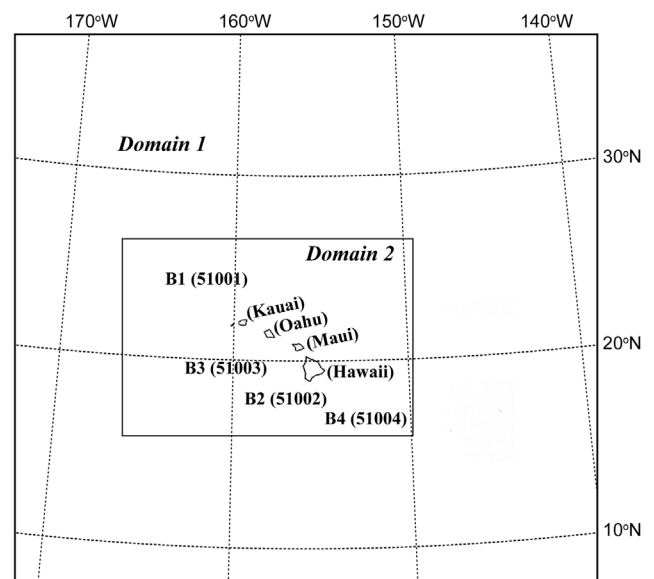 170°W 160°W 150°W 140°W
Domain 1
30°N
Domain 2
B1 (51001)
(Kauai)
(Oahu)
(Maui)
20°N
B3 (51003)
(Hawaii)
B2 (51002)
B4 (51004)
10°N